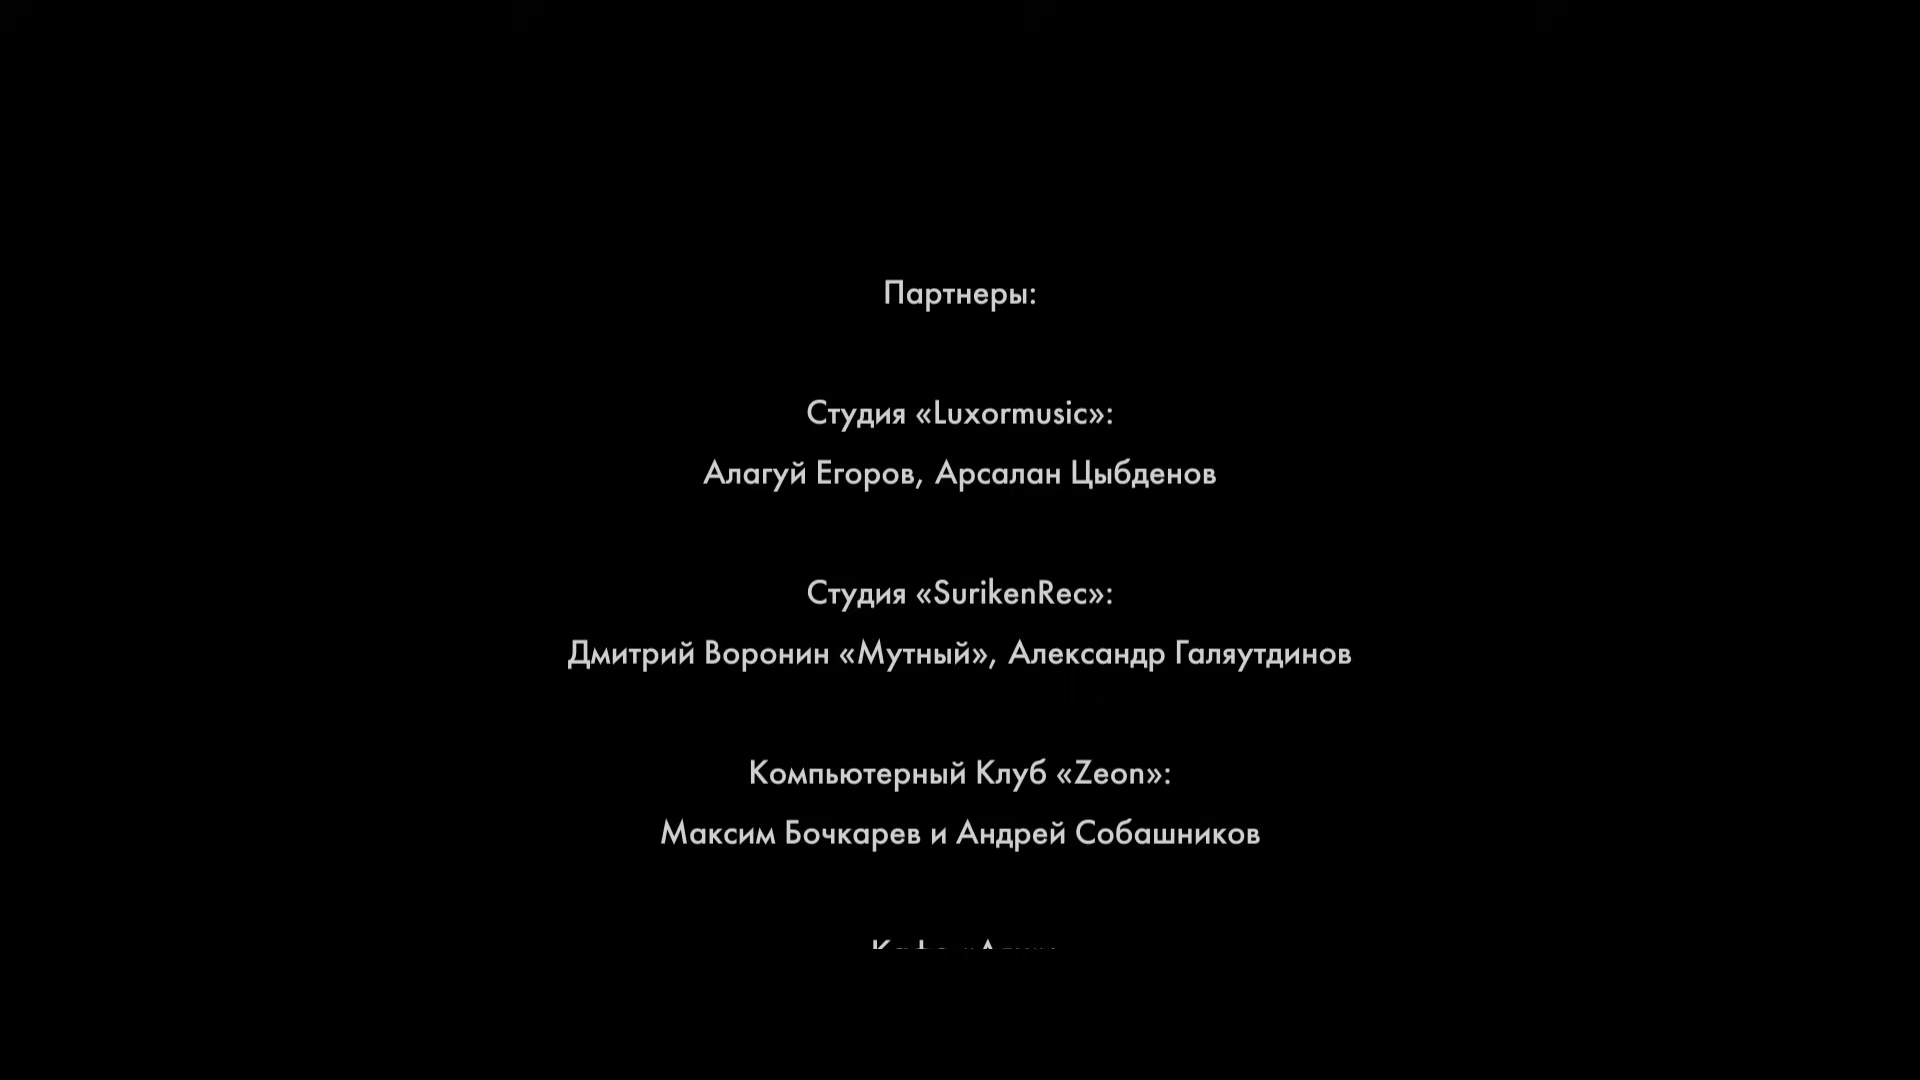 Партнеры:
Студия «Luxormusic»:
Алагуй Егоров, Арсалан Цыбденов
Студия «SurikenRec»:
Дмитрий Воронин «Мутный», Александр Галяутдинов
Компьютерный Клуб «Zeon»:
Максим Бочкарев и Андрей Собашников